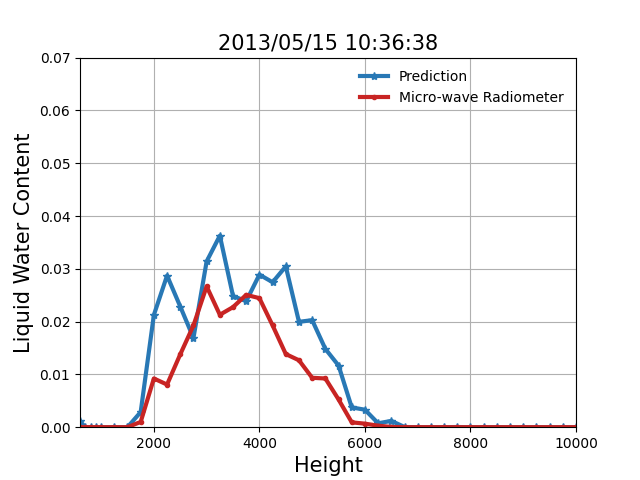 2013/05/15 10:36:38
Prediction
Micro-wave Radiometer
Liquid Water Content
0.07
0.06
0.05
0.04
0.03
0.02
0.01
0.00
2000 4000 6000 8000 10000
Height